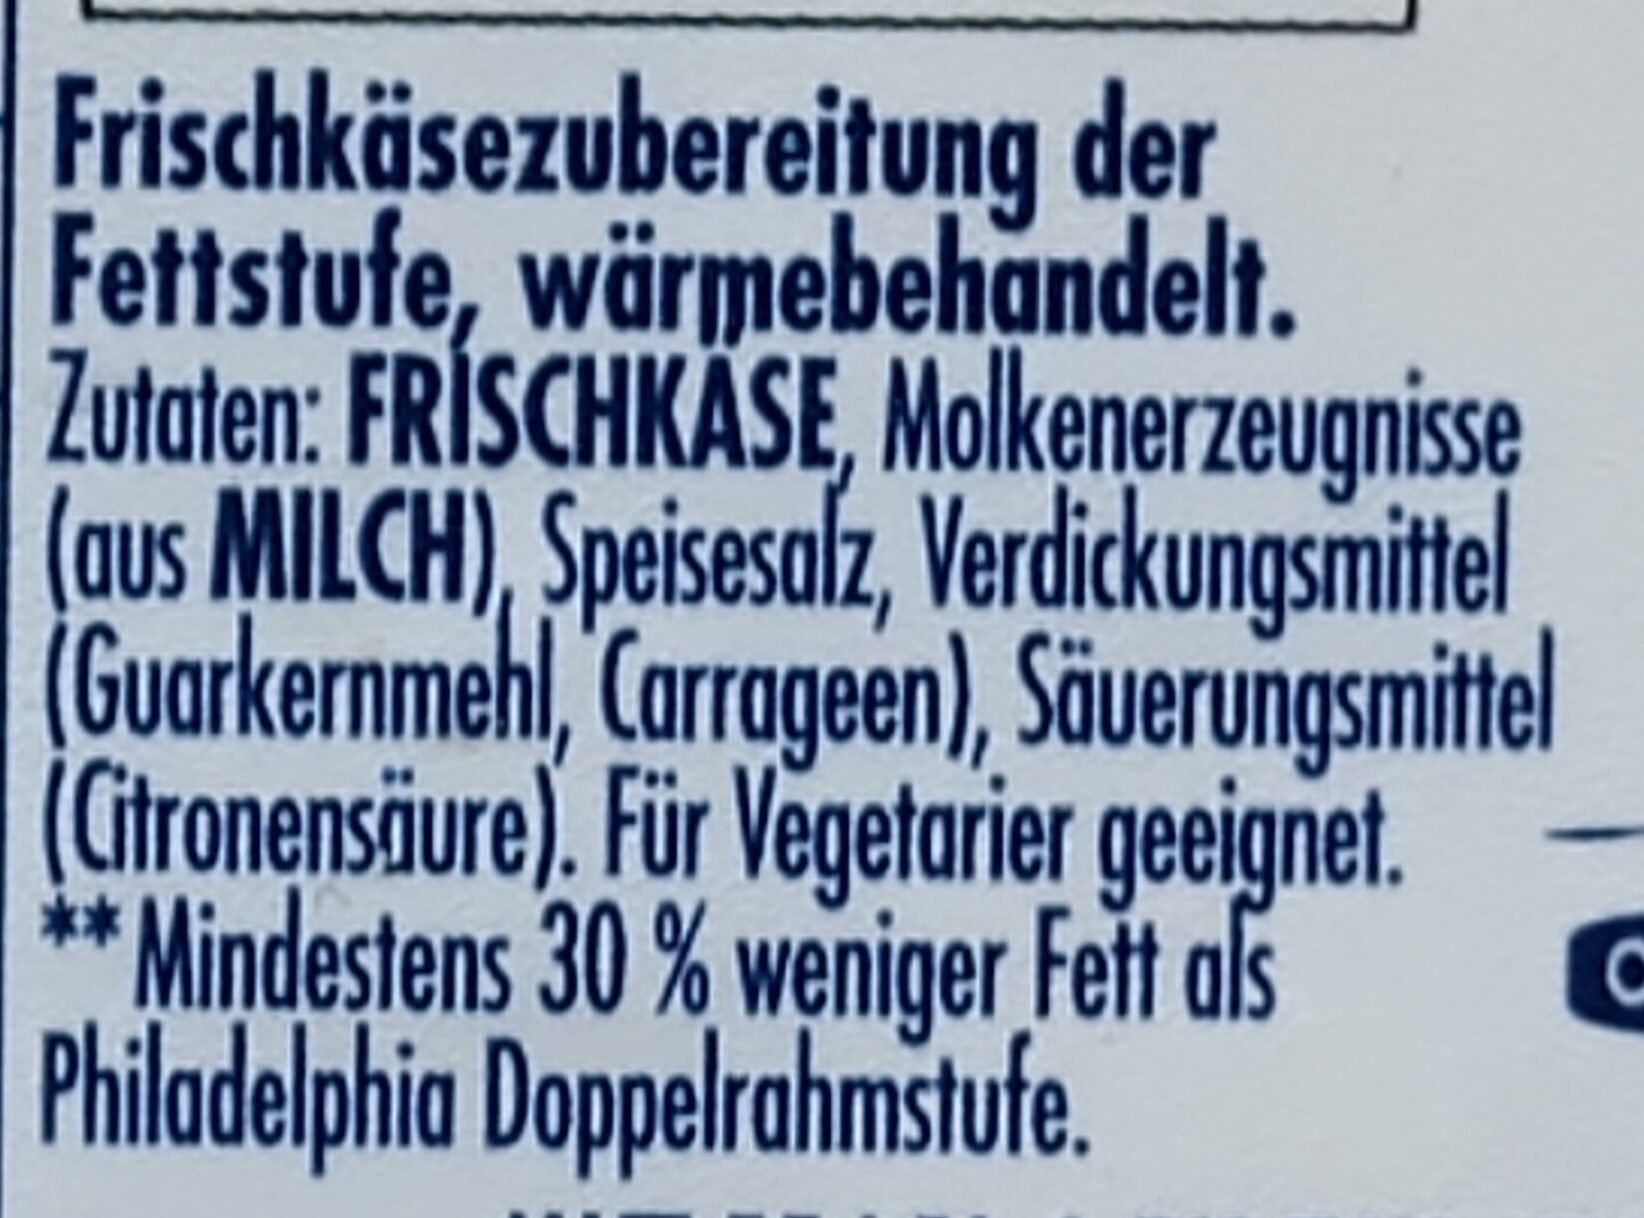 Frischkäsezubereitung der
Fettstufe, wärmebehandelt.
Zutaten: FRISCHKÄSE, Molkenerzeugnisse
(aus MILCH), Speisesalz, Verdickungsmittel
(Guarkernmehl, Carrageen), Säuerungsmittel
(Citronensäure). Für Vegetarier geeignet.
**Mindestens 30 % weniger Fett als
Philadelphia Doppelrahmstufe.